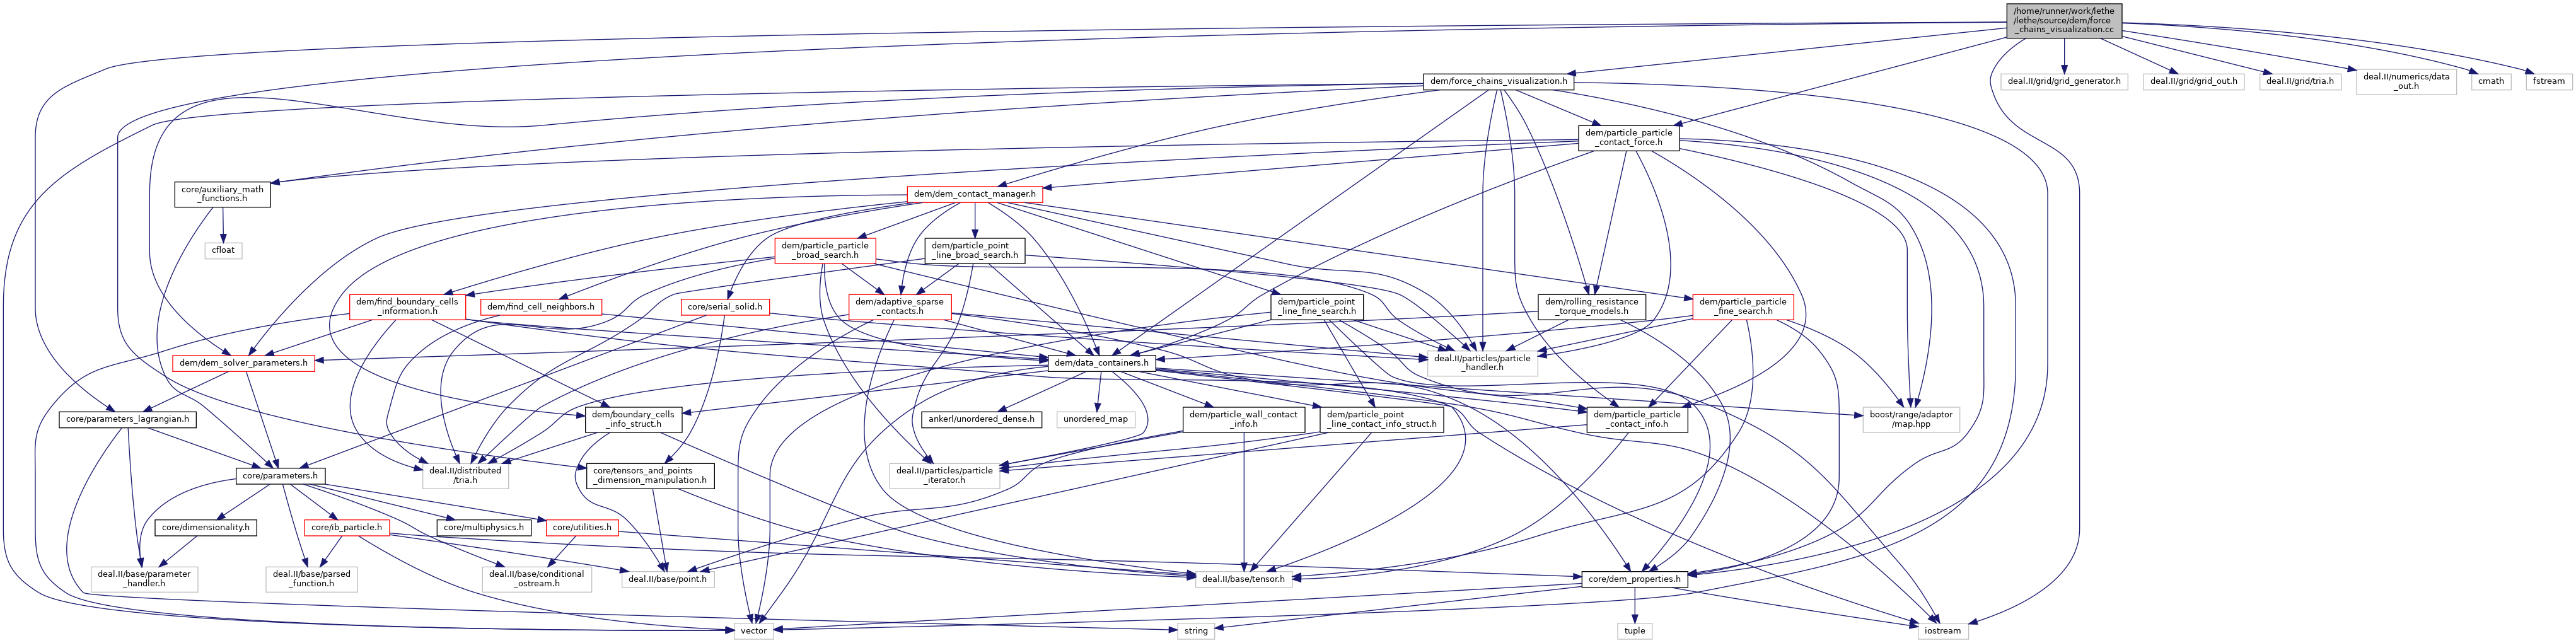 /home/runner/work/lethe
/lethe/source/dem/force
_chains_visualization.cc
dem/force_chains_visualization.h
deal.II/grid/grid_generator.h
deal.II/grid/grid_out.h
deal.II/grid/tria.h
deal.II/numerics/data
_out.h
cmath
fstream
dem/particle_particle
_contact_force.h
core/auxiliary_math
_functions.h
dem/dem_contact_manager.h
cfloat
dem/particle_particle
_broad_search.h
dem/particle_point
_line_broad_search.h
dem/find_boundary_cells
_information.h
dem/find_cell_neighbors.h
core/serial_solid.h
dem/adaptive_sparse
_contacts.h
dem/particle_point
_line_fine_search.h
dem/rolling_resistance
_torque_models.h
dem/particle_particle
_fine_search.h
dem/dem_solver_parameters.h
dem/data_containers.h
deal.II/particles/particle
_handler.h
core/parameters_lagrangian.h
dem/boundary_cells
_info_struct.h
ankerl/unordered_dense.h
unordered_map
dem/particle_wall_contact
_info.h
dem/particle_point
_line_contact_info_struct.h
dem/particle_particle
_contact_info.h
boost/range/adaptor
/map.hpp
core/parameters.h
deal.II/distributed
/tria.h
core/tensors_and_points
_dimension_manipulation.h
deal.II/particles/particle
_iterator.h
core/dimensionality.h
core/ib_particle.h
core/multiphysics.h
core/utilities.h
deal.II/base/parameter
_handler.h
deal.II/base/parsed
_function.h
deal.II/base/conditional
_ostream.h
deal.II/base/point.h
deal.II/base/tensor.h
core/dem_properties.h
vector
string
tuple
iostream